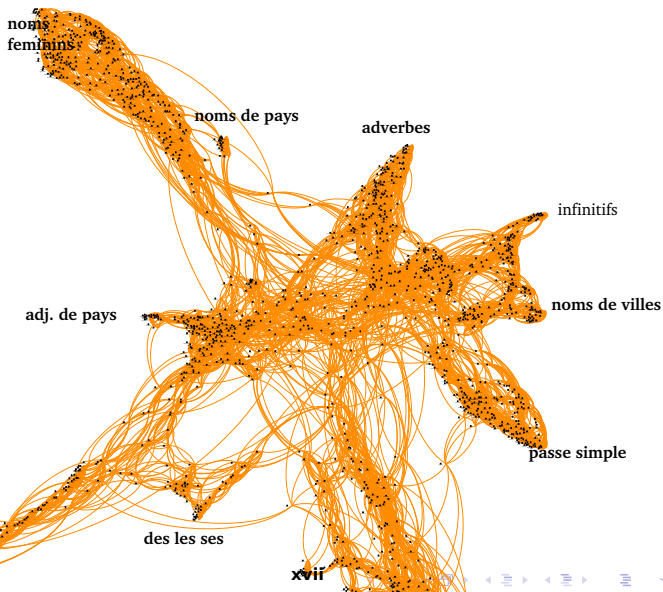 noms
feminins
noms de pays
adverbes
infinitifs
noms de villes
adj. de pays
passe simple
des les ses
xvii